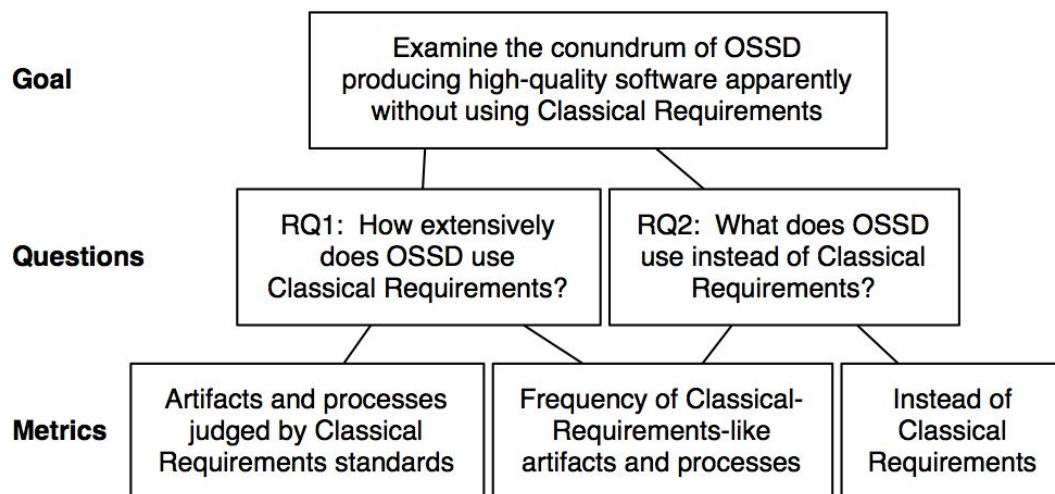 Goal
Examine the conundrum of OSSD
producing high-quality software apparently
without using Classical Requirements
Questions
RQ1: How extensively
does OSSD use
Classical Requirements?
RQ2: What does OSSD
use instead of Classical
Requirements?
Metrics
Artifacts and processes
judged by Classical
Requirements standards
Frequency of Classical-
Requirements-like
artifacts and processes
Instead of
Classical
Requirements